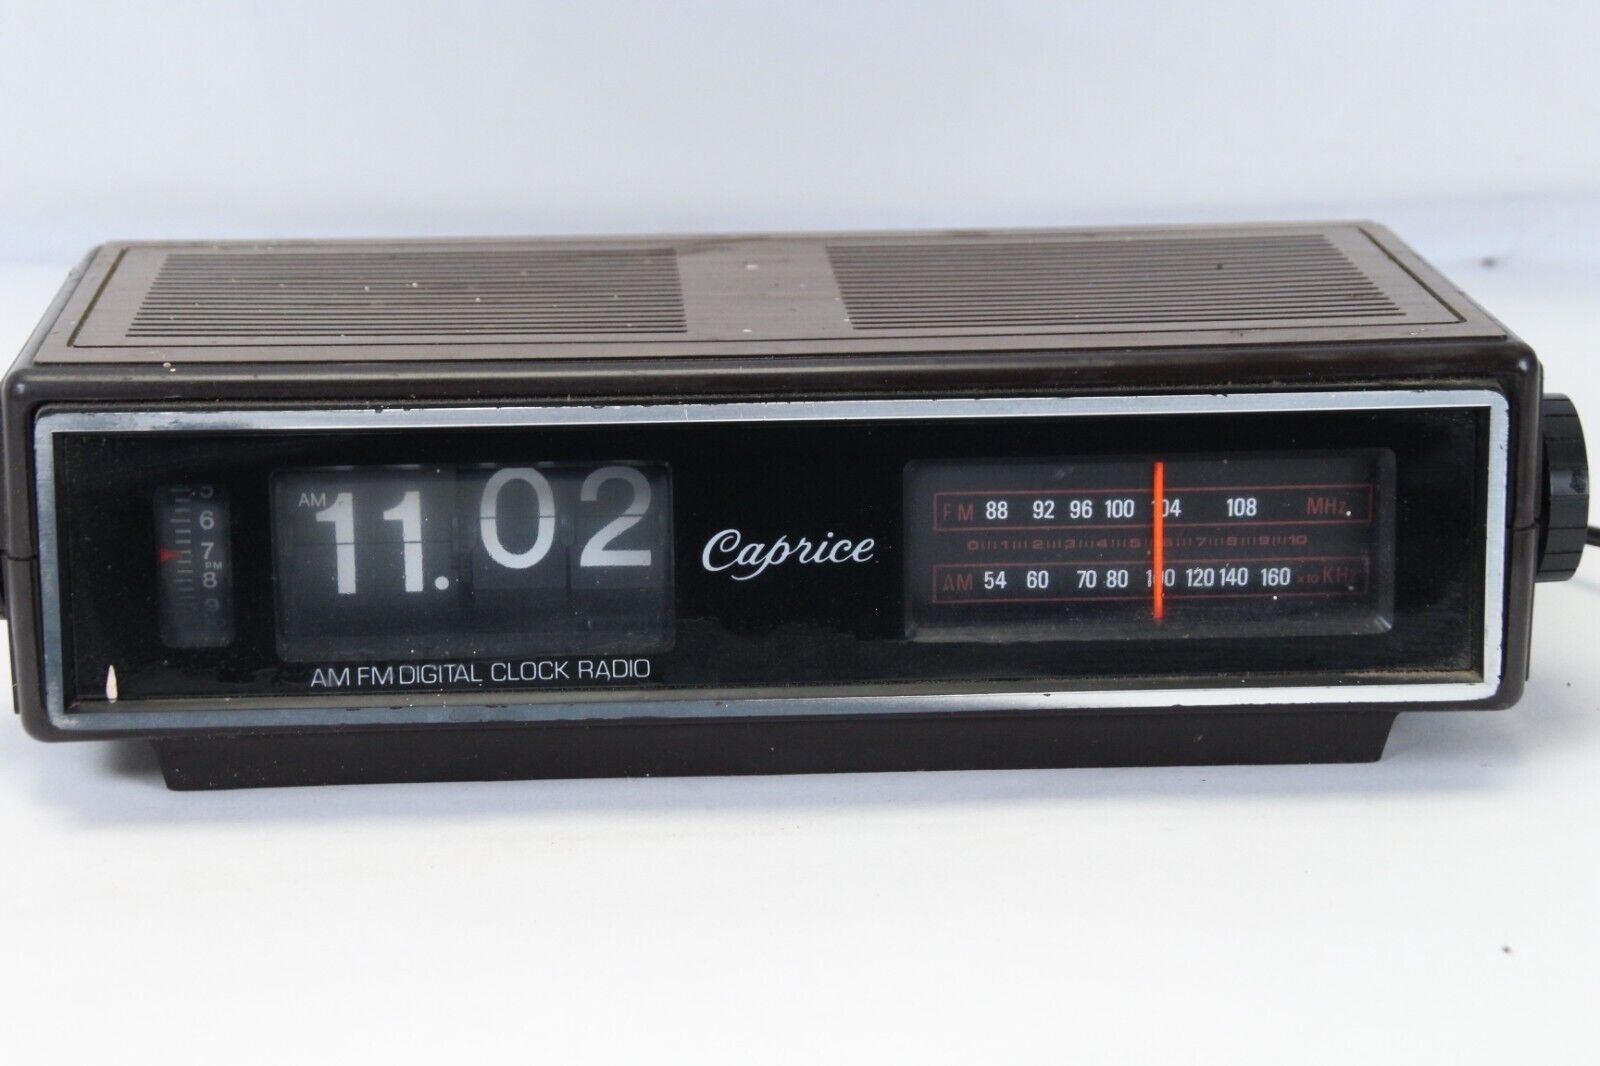 5
6
7
PM
8
9
AM
11. 02
AM FM DIGITAL CLOCK RADIO
Caprice
FM 88 92 96 100 104 108 MHz
0 1 2 3 4 5 6 7 8 9 10
AM 54 60 70 80 100 120 140 160 x10 KHz